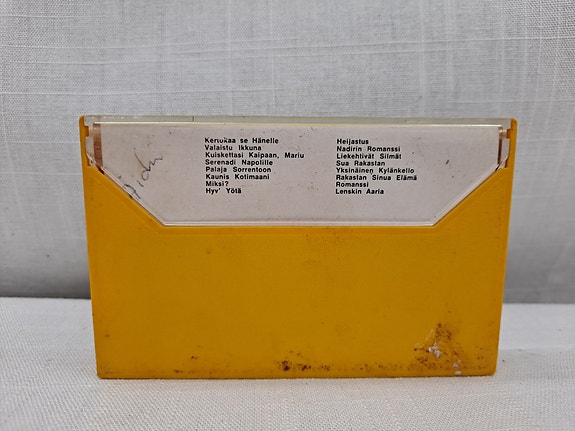 Kertokaa se Hänelle
Valaistu Ikkuna
Kuiskettasi Kaipaan, Mariu
Serenadi Napolille
Palaja Sorrentoon
Kaunis Kotimaani
Miksi?
Hyv' Yötä
Heijastus
Nadirin Romanssi
Liekehtivät Silmät
Sua Rakastan
Yksinäinen Kylänkello
Rakastan Sinua Elämä
Romanssi
Lenskin Aaria